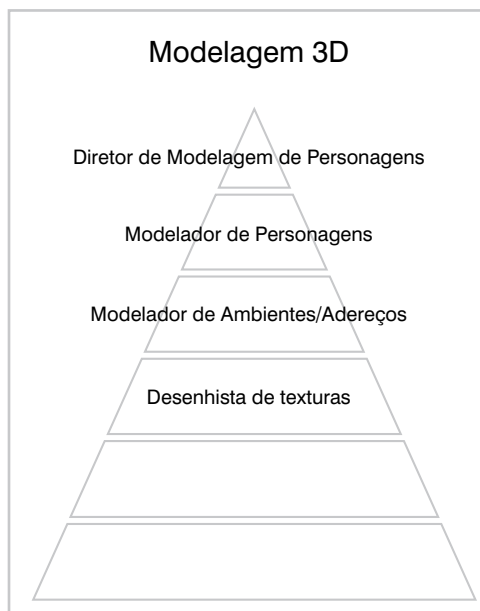 Modelagem 3D
Diretor de Modelagem de Personagens
Modelador de Personagens
Modelador de Ambientes/Adereços
Desenhista de texturas